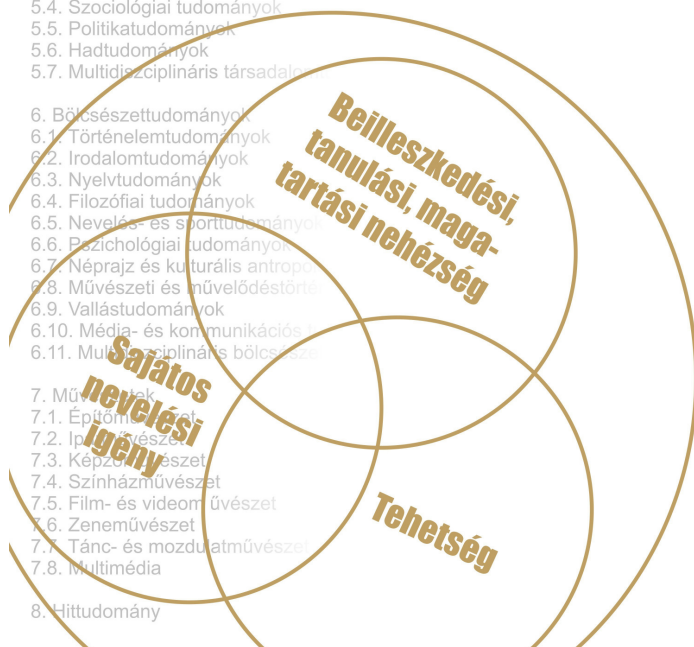 5.4. Szociológiai tudományok
5.5. Politikatudományok
5.6. Hadtudományok
5.7. Multidiszciplináris társadalo
6. Bölcsészettudományok
6.1. Történelemtudományok
6.2. Irodalomtudományok
6.3. Nyelvtudományok
6.4. Filozófiai tudományok
6.5. Nevelés- és sporttudományok
6.6. Pszichológiai tudományok
6.7. Néprajz és kulturális antropo
6.8. Művészeti és művelődéstörté
6.9. Vallástudományok
6.10. Média- és kommunikációs
6.11. Multidiszciplináris bölcsésze
7. Művészetek
7.1. Építőművészet
7.2. Iparművészet
7.3. Képzőművészet
7.4. Színházművészet
7.5. Film- és videoművészet
7.6. Zeneművészet
7.7. Tánc- és mozdulatművészet
7.8. Multimédia
8. Hittudomány
Beilleszkedési,
tanulási, maga-
tartási nehézség
Sajátos
nevelési
igény
Tehetség